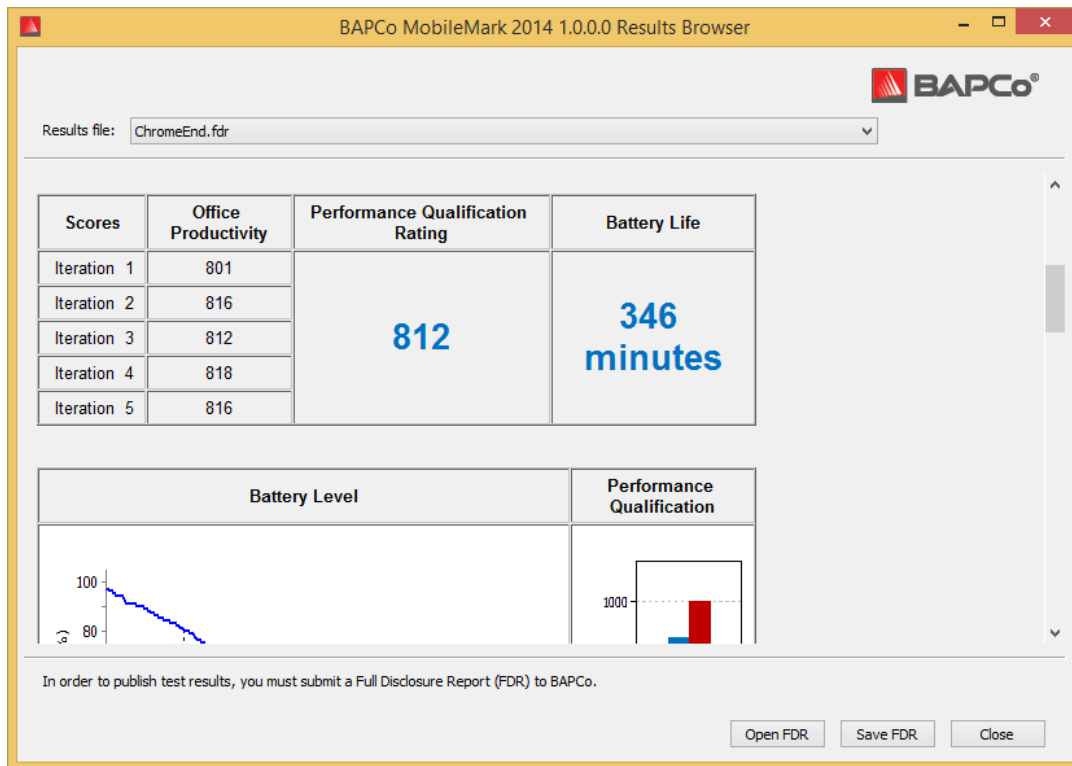 BAPCo MobileMark 2014 1.0.0.0 Results Browser
BAPCo®
Results file: ChromeEnd.fdr
Scores
Office Productivity
Performance Qualification Rating
Battery Life
Iteration 1 801
Iteration 2 816
Iteration 3 812
Iteration 4 818
Iteration 5 816
812
346
minutes
Battery Level
Performance
Qualification
100
80
1000
In order to publish test results, you must submit a Full Disclosure Report (FDR) to BAPCo.
Open FDR Save FDR Close